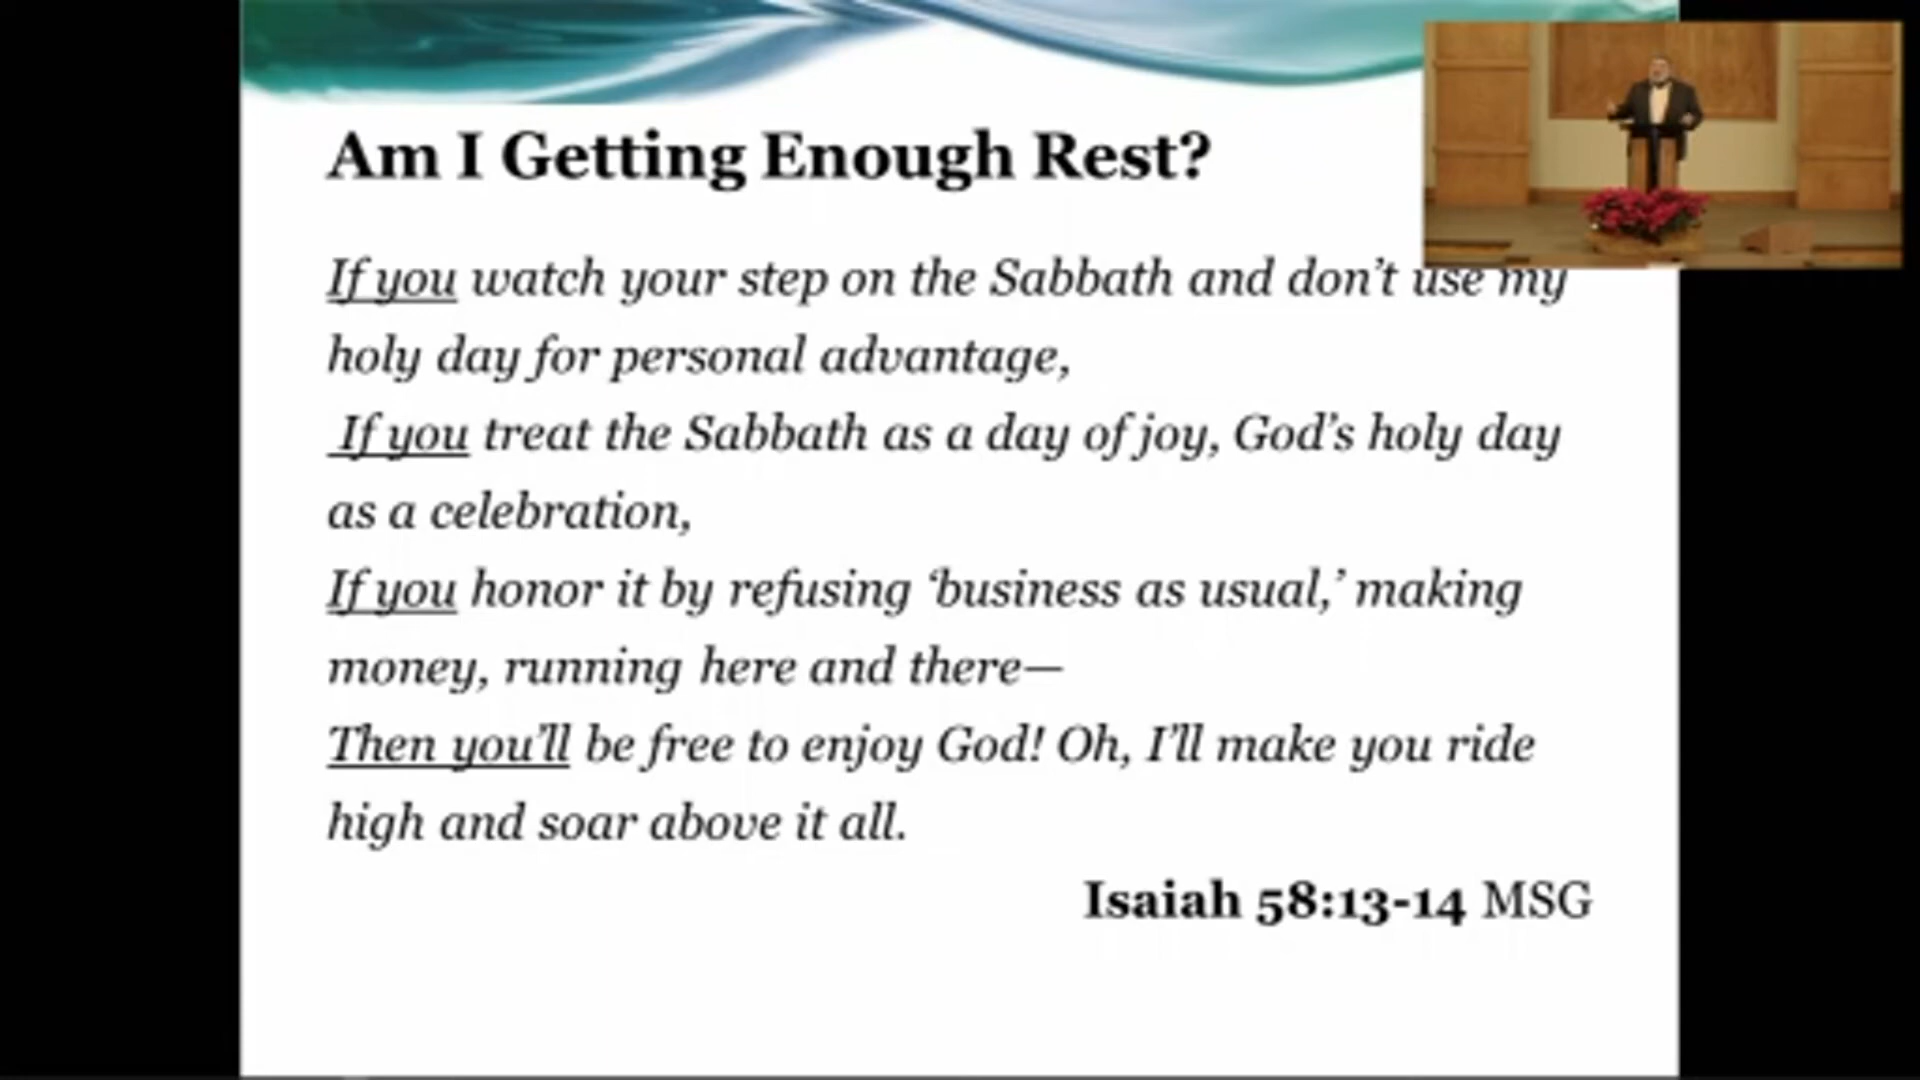 Am I Getting Enough Rest?
If you watch your step on the Sabbath and don’t use my
holy day for personal advantage,
If you treat the Sabbath as a day of joy, God’s holy day
as a celebration,
If you honor it by refusing ‘business as usual,’ making
money, running here and there—
Then you’ll be free to enjoy God! Oh, I’ll make you ride
high and soar above it all.
Isaiah 58:13-14 MSG